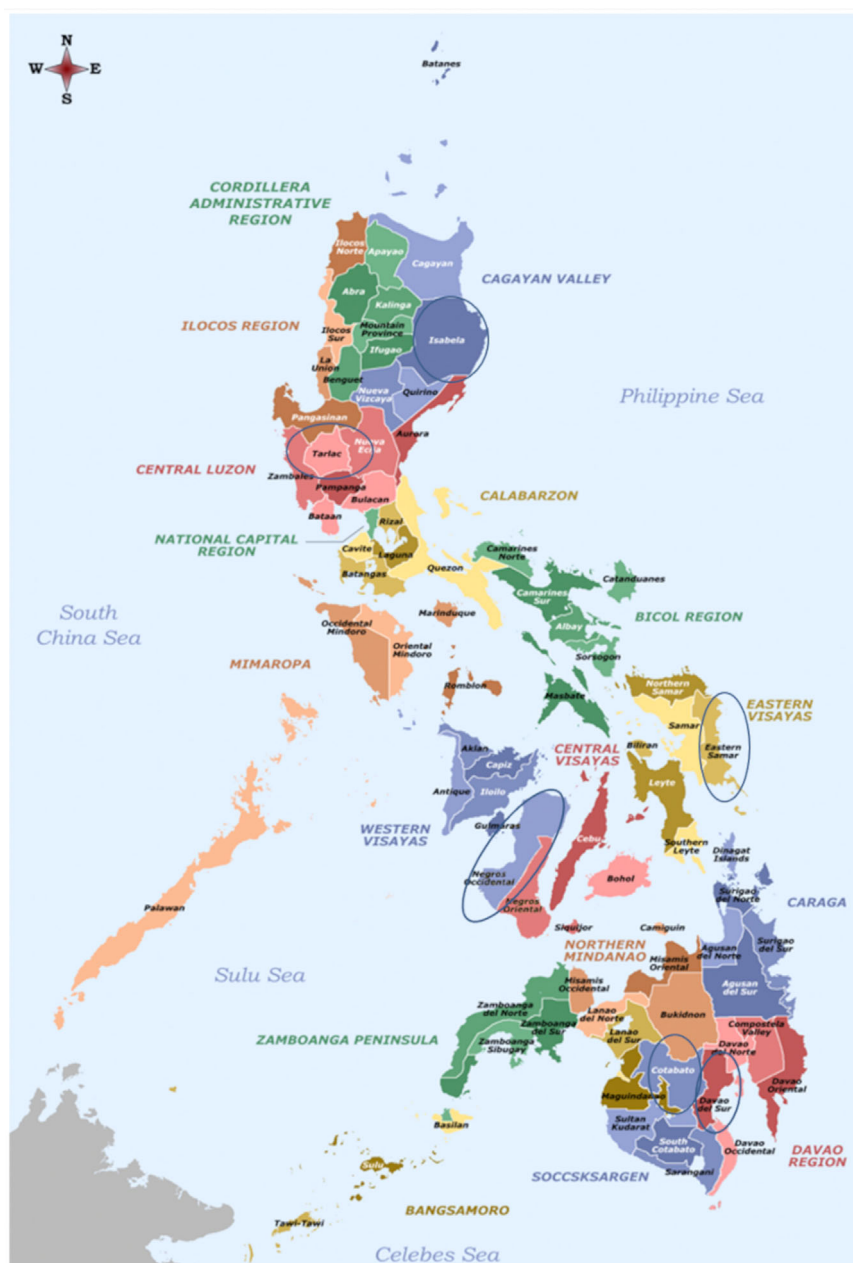 N
W E
S
Batanes
CORDILLERA
ADMINISTRATIVE
REGION
Ilocos
Norte
Apayao
Cagayan
CAGAYAN VALLEY
Abra
Kalinga
ILOCOS REGION
Ilocos
Sur
Mountain
Province
Isabela
Ifugao
La
Union
Benguet
Nueva
Vizcaya
Quirino
Philippine Sea
Pangasinan
Aurora
Tarlac
Nueva
Ecija
CENTRAL LUZON
Zambales
Pampanga
Bulacan
CALABARZON
Bataan
Rizal
NATIONAL CAPITAL
REGION
Cavite
Laguna
Batangas
Quezon
Camarines
Norte
Catanduanes
Camarines
Sur
South
China Sea
Marinduque
Albay
BICOL REGION
Occidental
Mindoro
Oriental
Mindoro
Sorsogon
MIMAROPA
Romblon
Masbate
Northern
Samar
EASTERN
VISAYAS
Samar
Eastern
Samar
Biliran
CENTRAL
VISAYAS
Aklan
Capiz
Antique
Iloilo
Leyte
Guimaras
WESTERN
VISAYAS
Cebu
Southern
Leyte
Dinagat
Islands
Negros
Occidental
Bohol
Negros
Oriental
Surigao
del Norte
CARAGA
Palawan
Siquijor
Camiguin
NORTHERN
MINDANAO
Agusan
del Norte
Surigao
del Sur
Misamis
Oriental
Sulu Sea
Misamis
Occidental
Agusan
del Sur
Zamboanga
del Norte
Lanao
del Norte
Bukidnon
ZAMBOANGA PENINSULA
Zamboanga
del Sur
Lanao
del Sur
Compostela
Valley
Zamboanga
Sibugay
Davao
del Norte
Cotabato
Maguindanao
Davao
del Sur
Davao
Oriental
Basilan
Sultan
Kudarat
South
Cotabato
Davao
Occidental
DAVAO
REGION
Sarangani
Sulu
SOCCSKSARGEN
BANGSAMORO
Tawi-Tawi
Celebes Sea